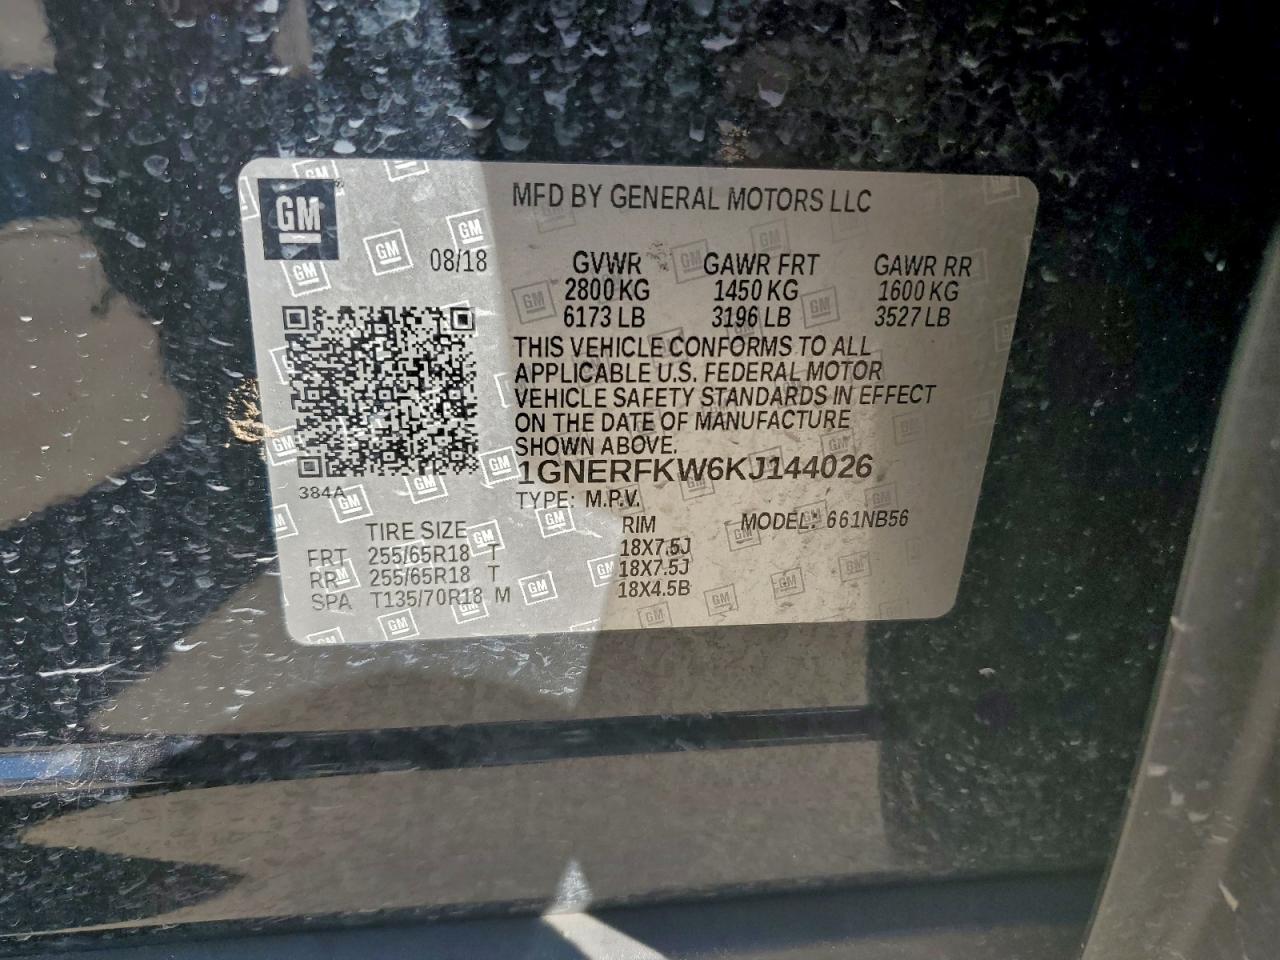 GM
MFD BY GENERAL MOTORS LLC
08/18
GVWR GAWR FRT GAWR RR
2800 KG 1450 KG 1600 KG
6173 LB 3196 LB 3527 LB
THIS VEHICLE CONFORMS TO ALL
APPLICABLE U.S. FEDERAL MOTOR
VEHICLE SAFETY STANDARDS IN EFFECT
ON THE DATE OF MANUFACTURE
SHOWN ABOVE.
1GNERFKW6KJ144026
384A
TYPE: M.P.V.
MODEL: 661NB56
TIRE SIZE RIM
FRT 255/65R18 T 18X7.5J
RR 255/65R18 T 18X7.5J
SPA T135/70R18 M 18X4.5B